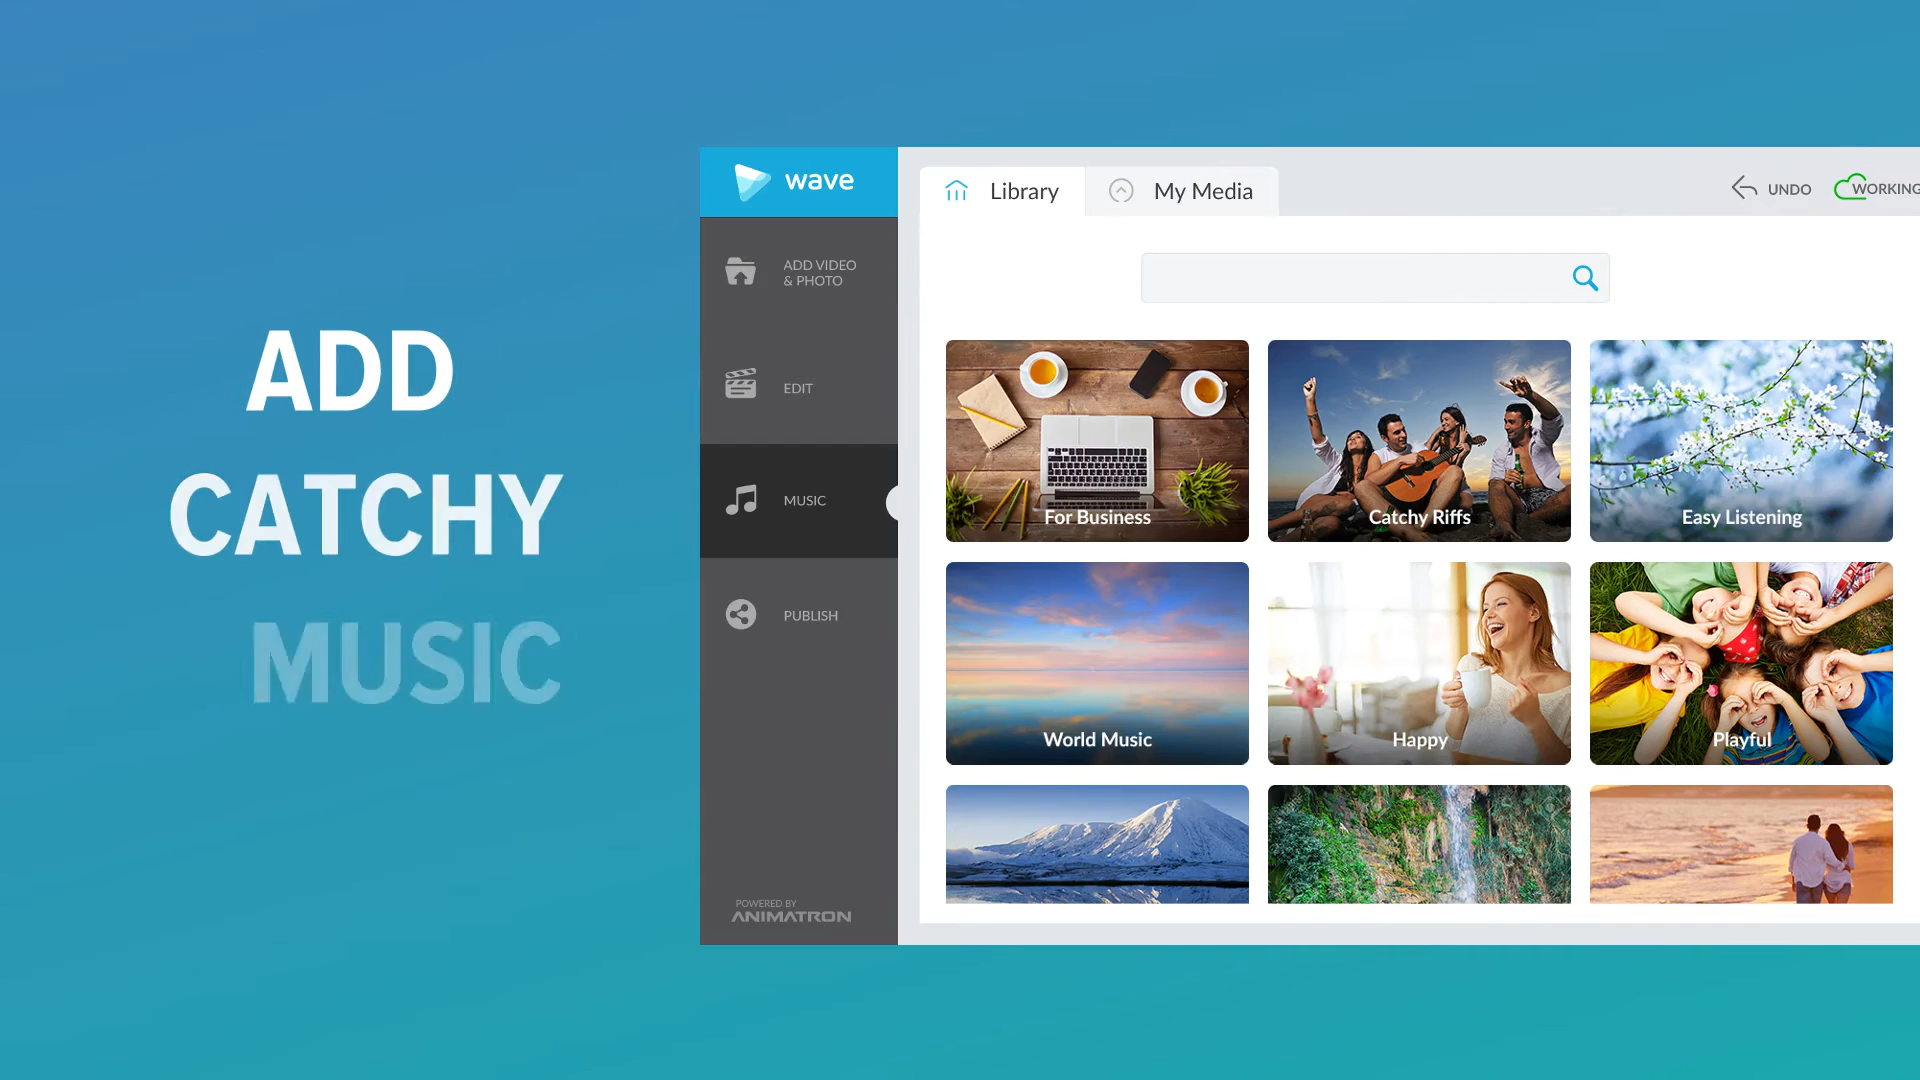 ADD
CATCHY
MUSIC
wave
ADD VIDEO
& PHOTO
EDIT
MUSIC
PUBLISH
POWERED BY
ANIMATRON
Library
My Media
UNDO
WORKING
For Business
Catchy Riffs
Easy Listening
World Music
Happy
Playful